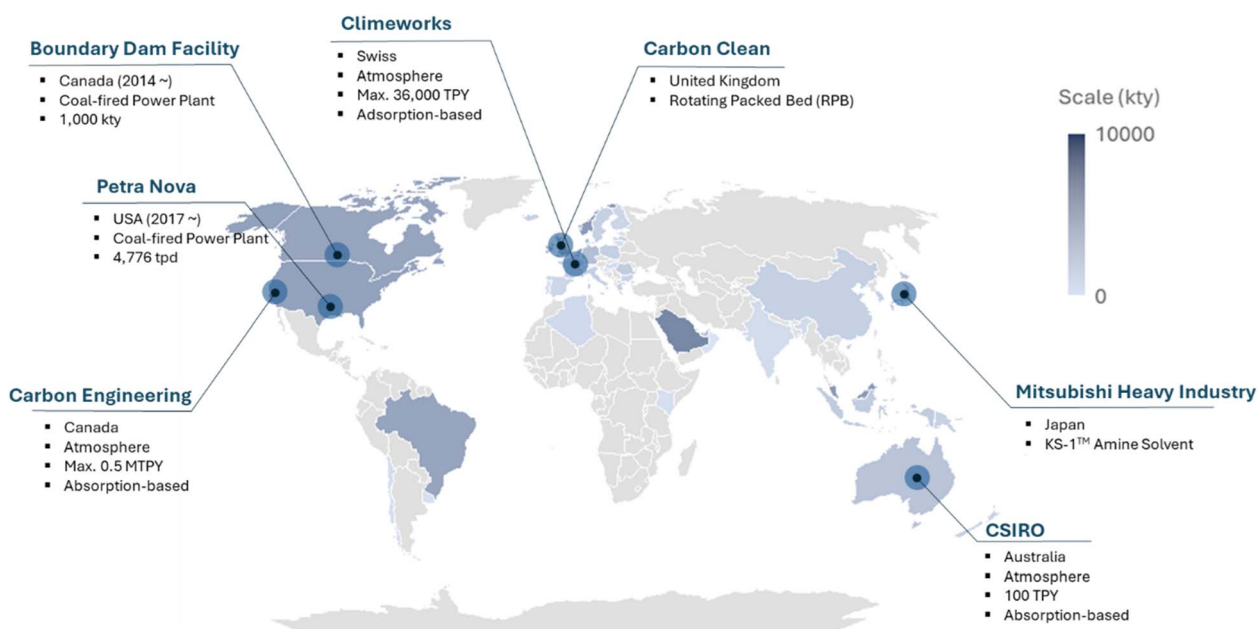 Climeworks
Swiss
Atmosphere
Max. 36,000 TPY
Adsorption-based
Carbon Clean
United Kingdom
Rotating Packed Bed (RPB)
Boundary Dam Facility
Canada (2014 ~)
Coal-fired Power Plant
1,000 kty
Scale (kty)
10000
0
Petra Nova
USA (2017 ~)
Coal-fired Power Plant
4,776 tpd
Carbon Engineering
Canada
Atmosphere
Max. 0.5 MTPY
Absorption-based
Mitsubishi Heavy Industry
Japan
KS-1™ Amine Solvent
CSIRO
Australia
Atmosphere
100 TPY
Absorption-based